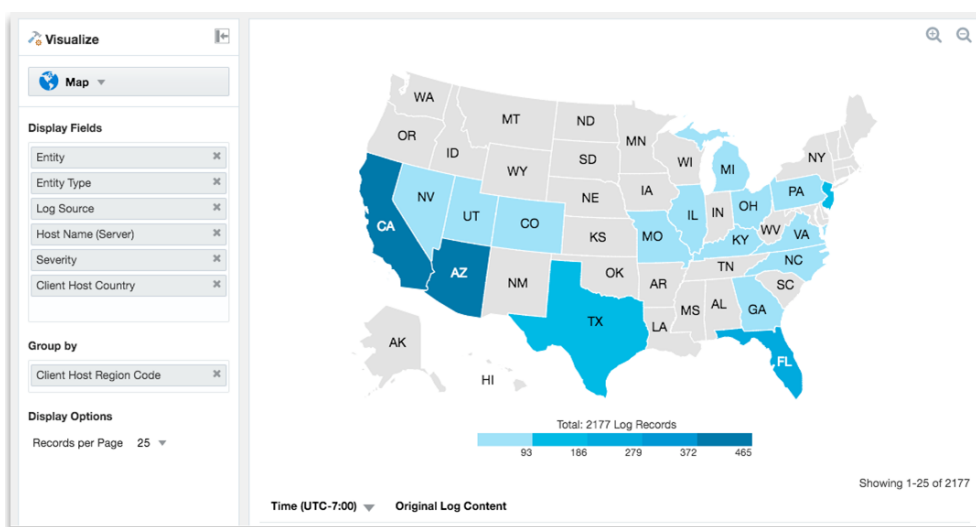 Visualize
Map
Display Fields
Entity
Entity Type
Log Source
Host Name (Server)
Severity
Client Host Country
Group by
Client Host Region Code
Display Options
Records per Page 25
WA
MT
ND
MN
OR
ID
SD
WI
NY
WY
MI
IA
NE
PA
NV
OH
IL
IN
UT
CO
WV
VA
CA
KS
MO
KY
NC
TN
AZ
OK
NM
AR
SC
MS
AL
GA
TX
LA
AK
FL
HI
Total: 2177 Log Records
93 186 279 372 465
Showing 1-25 of 2177
Time (UTC-7:00) Original Log Content